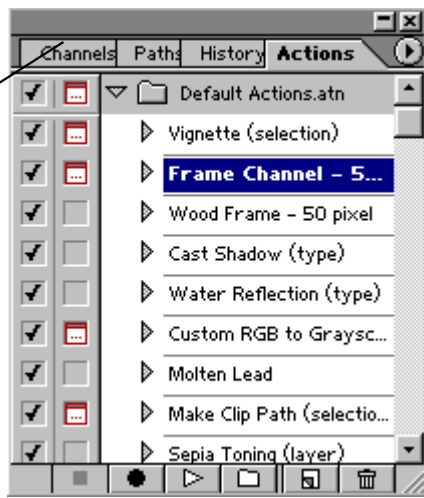 Channels Paths History Actions
Default Actions.atn
Vignette (selection)
Frame Channel - 5...
Wood Frame - 50 pixel
Cast Shadow (type)
Water Reflection (type)
Custom RGB to Graysc...
Molten Lead
Make Clip Path (selectio...
Sepia Toning (layer)